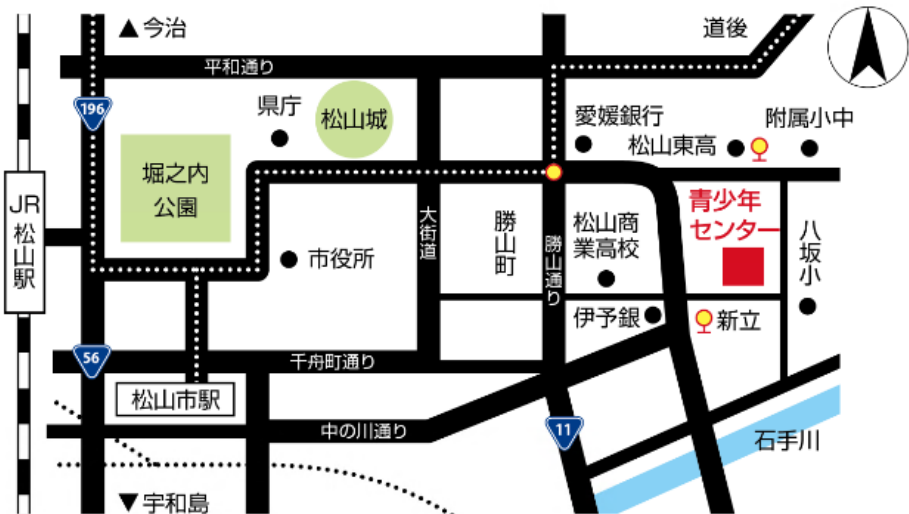 ▲今治
道後
平和通り
196
県庁
松山城
愛媛銀行
附属小中
松山東高
堀之内
公園
JR
松山駅
大街道
勝山町
勝山通り
松山商
業高校
青少年
センター
八坂小
市役所
伊予銀
新立
56
千舟町通り
松山市駅
中の川通り
11
石手川
▼宇和島